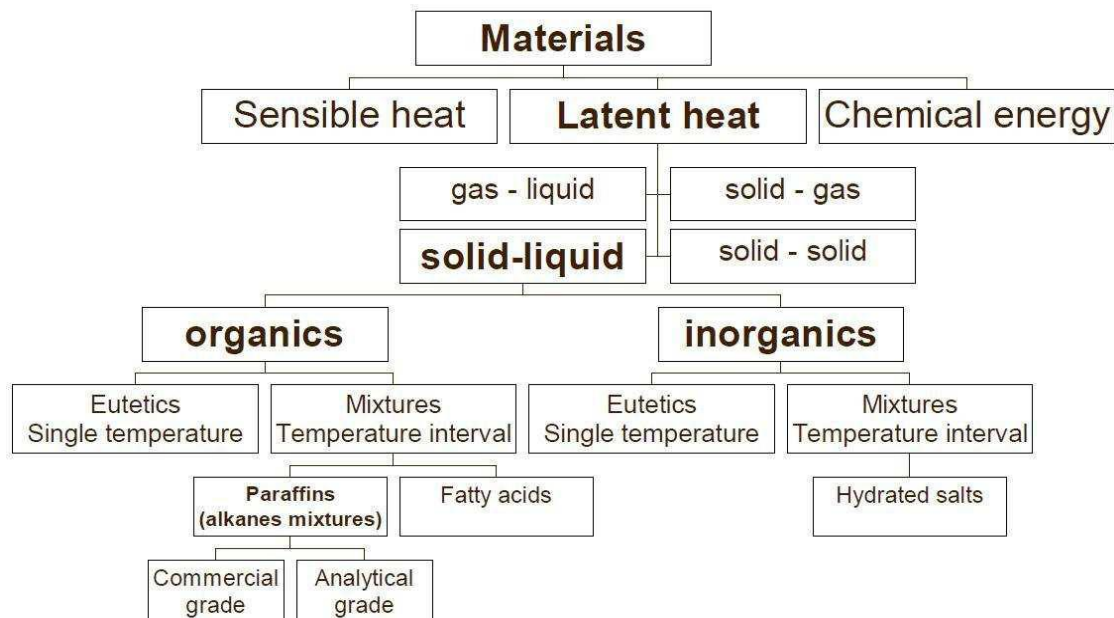 Materials
Sensible heat
Latent heat
Chemical energy
gas - liquid
solid - gas
solid-liquid
solid - solid
organics
inorganics
Eutetics
Single temperature
Mixtures
Temperature interval
Eutetics
Single temperature
Mixtures
Temperature interval
Paraffins
(alkanes mixtures)
Fatty acids
Hydrated salts
Commercial
grade
Analytical
grade